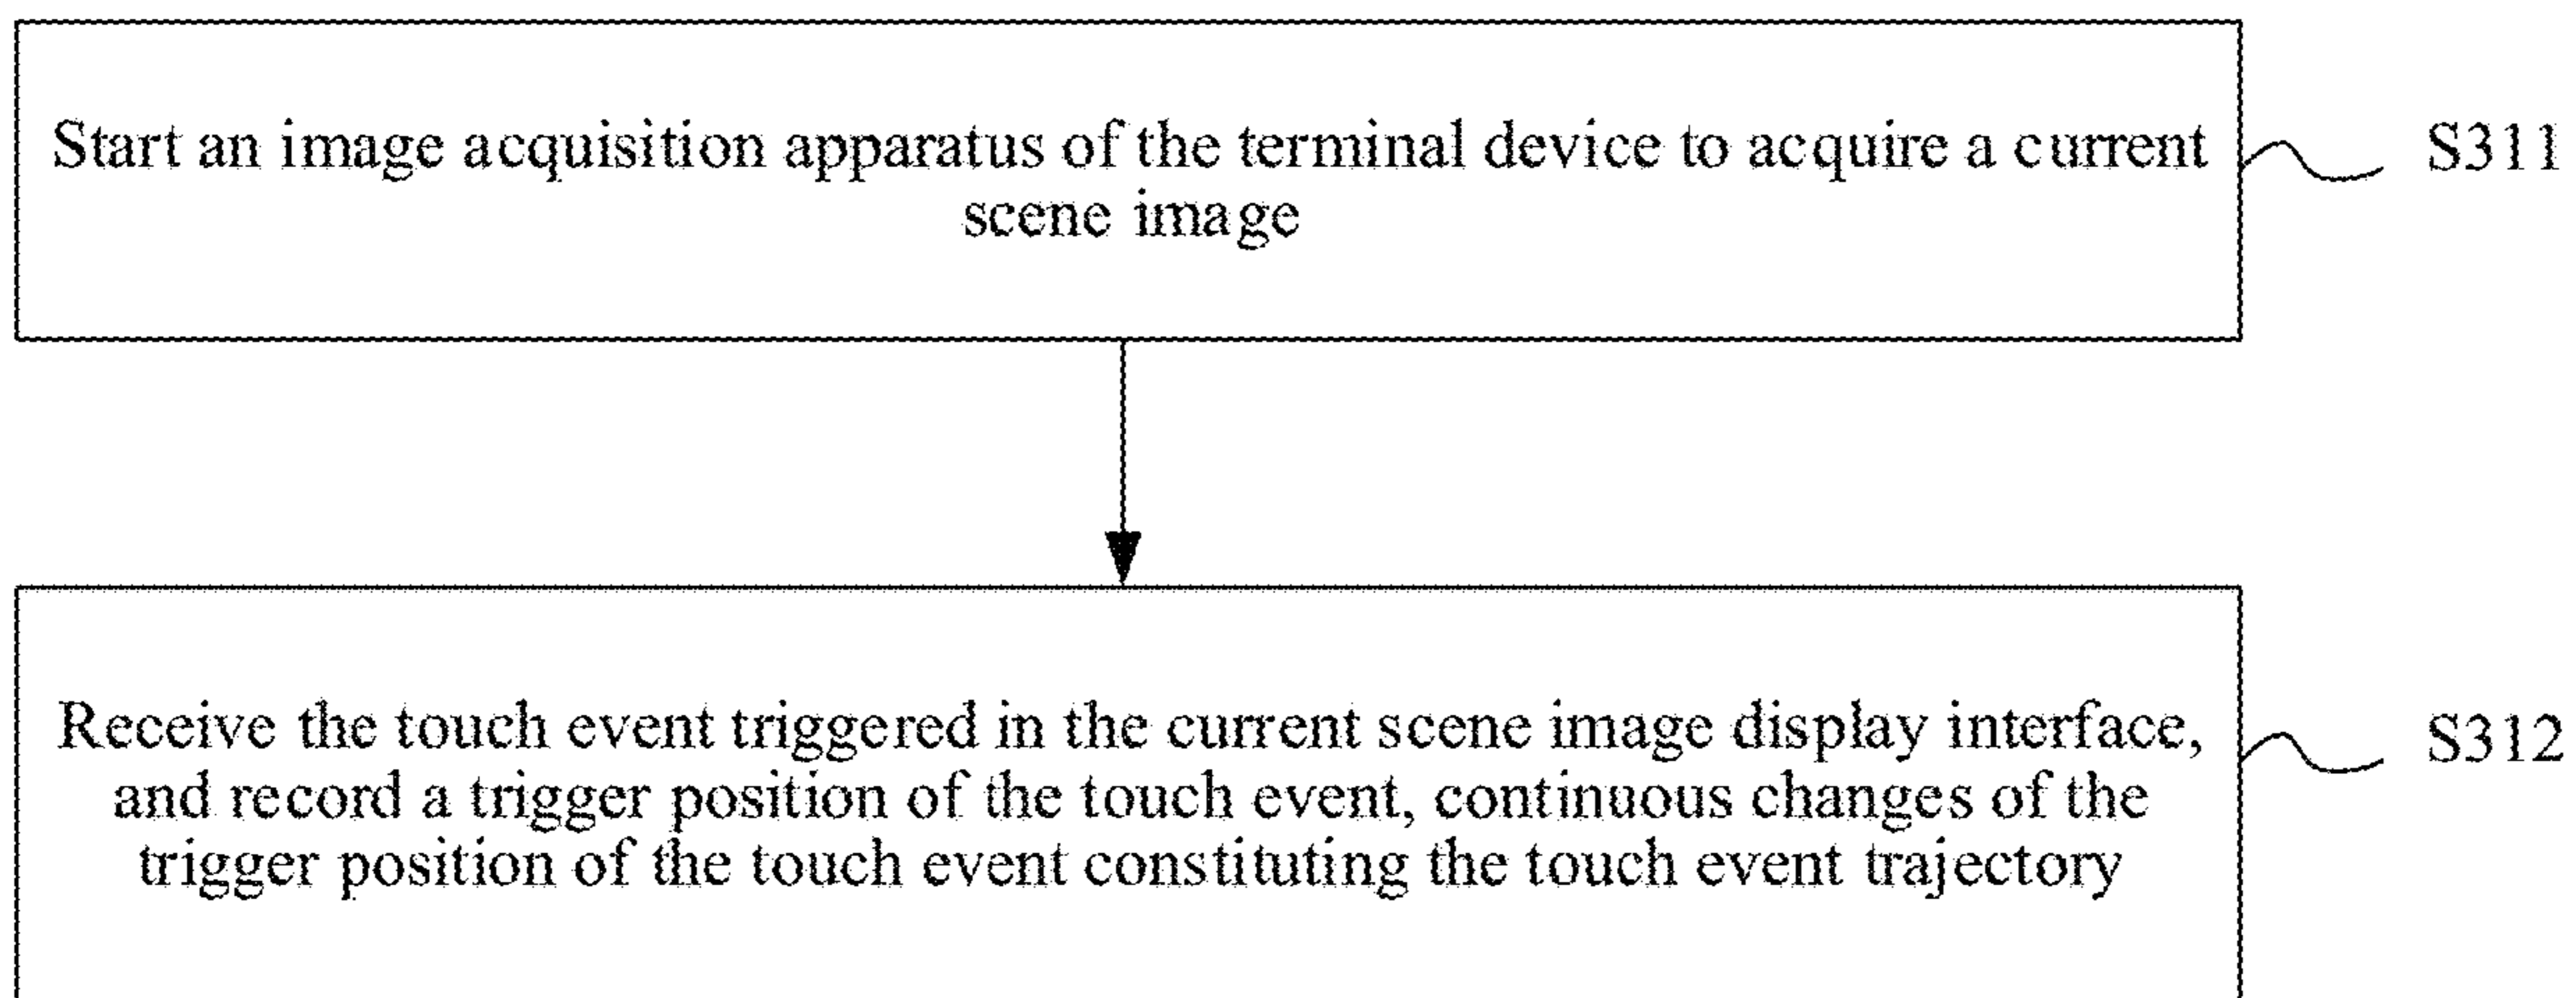 Start an image acquisition apparatus of the terminal device to acquire a current
scene image
S311
Receive the touch event triggered in the current scene image display interface,
and record a trigger position of the touch event, continuous changes of the
trigger position of the touch event constituting the touch event trajectory
S312